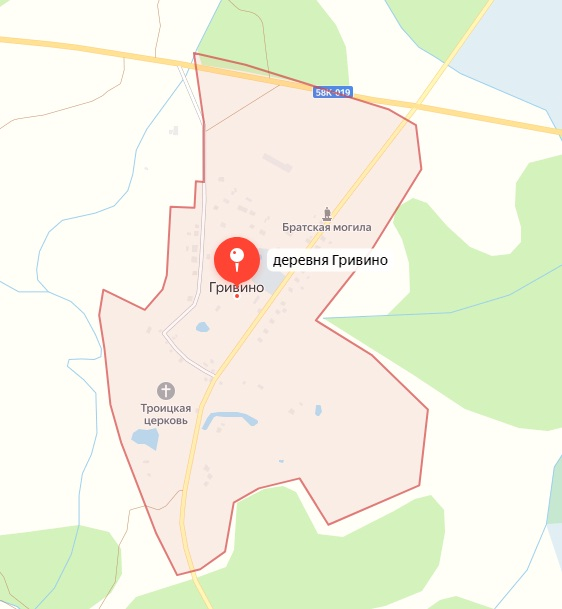 58К-019
Братская могила
деревня Гривино
Гривино
Троицкая
церковь